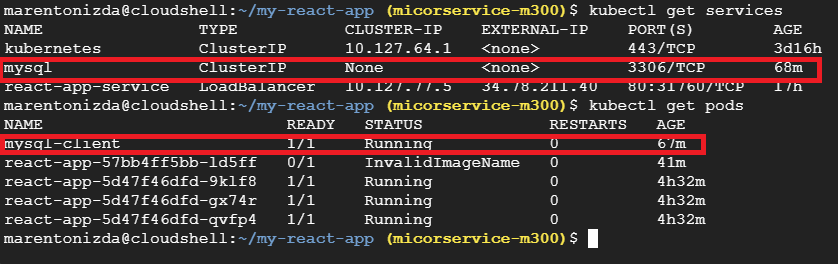 marentonizda@cloudshell:~/my-react-app (micorservice-m300)$ kubectl get services
NAME TYPE CLUSTER-IP EXTERNAL-IP PORT(S) AGE
kubernetes ClusterIP 10.127.64.1 <none> 443/TCP 3d16h
mysql ClusterIP None <none> 3306/TCP 68m
react-app-service LoadBalancer 10.127.77.5 34.78.211.40 80:31760/TCP 17h
marentonizda@cloudshell:~/my-react-app (micorservice-m300)$ kubectl get pods
NAME READY STATUS RESTARTS AGE
mysql-client 1/1 Running 0 67m
react-app-57bb4ff5bb-ld5ff 0/1 InvalidImageName 0 41m
react-app-5d47f46dfd-9klf8 1/1 Running 0 4h32m
react-app-5d47f46dfd-gx74r 1/1 Running 0 4h32m
react-app-5d47f46dfd-qvfp4 1/1 Running 0 4h32m
marentonizda@cloudshell:~/my-react-app (micorservice-m300)$